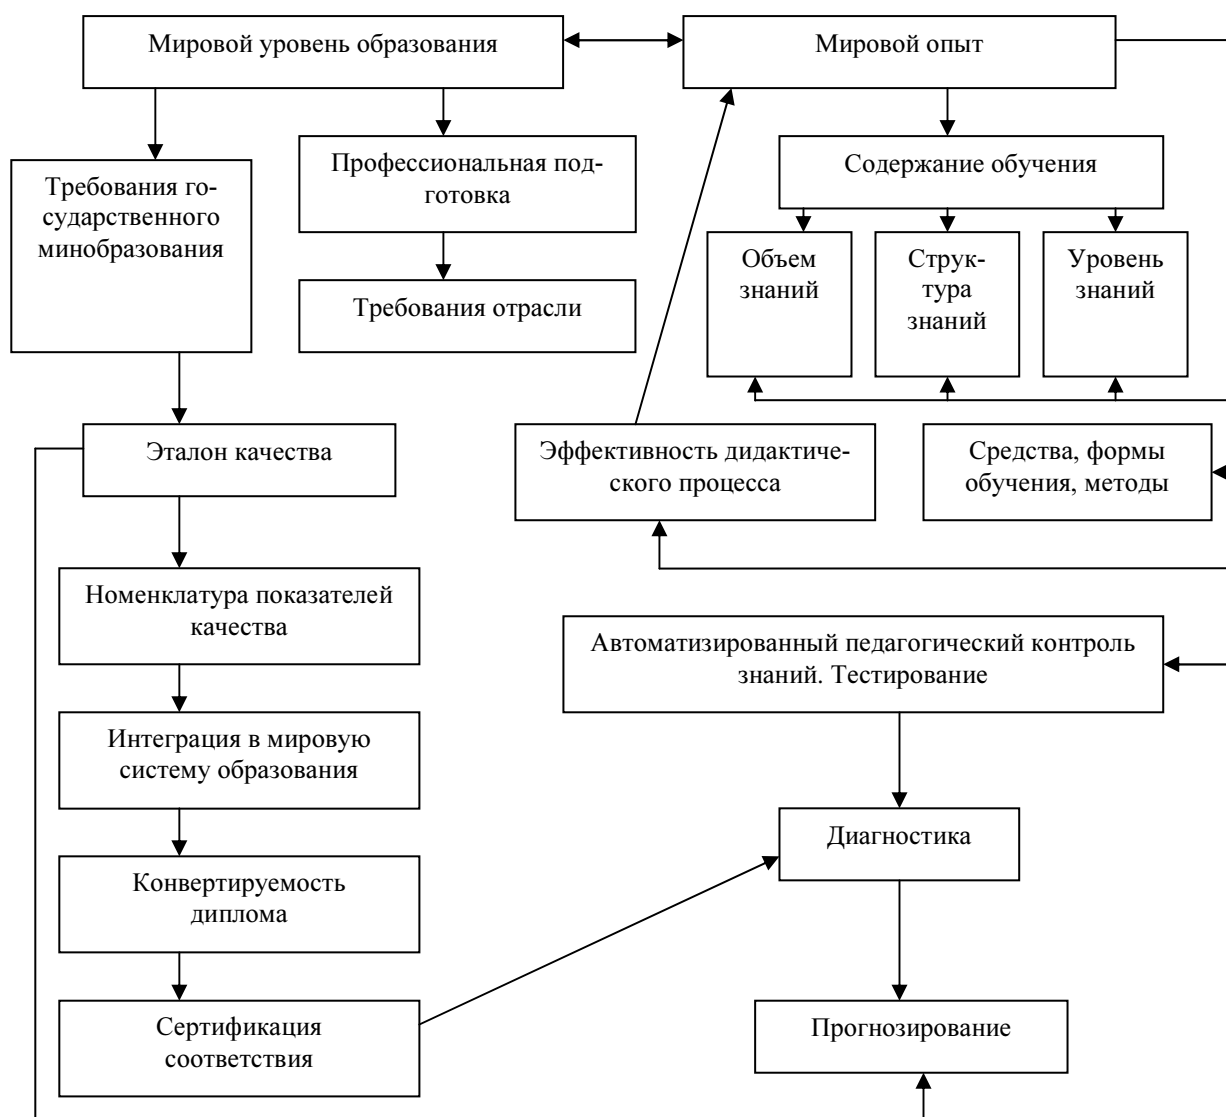 Мировой уровень образования
Мировой опыт
Профессиональная под-
готовка
Содержание обучения
Требования го-
сударственного
минобразования
Объем
знаний
Струк-
тура
знаний
Уровень
знаний
Требования отрасли
Эталон качества
Эффективность дидактиче-
ского процесса
Средства, формы
обучения, методы
Номенклатура показателей
качества
Автоматизированный педагогический контроль
знаний. Тестирование
Интеграция в мировую
систему образования
Диагностика
Конвертируемость
диплома
Сертификация
соответствия
Прогнозирование